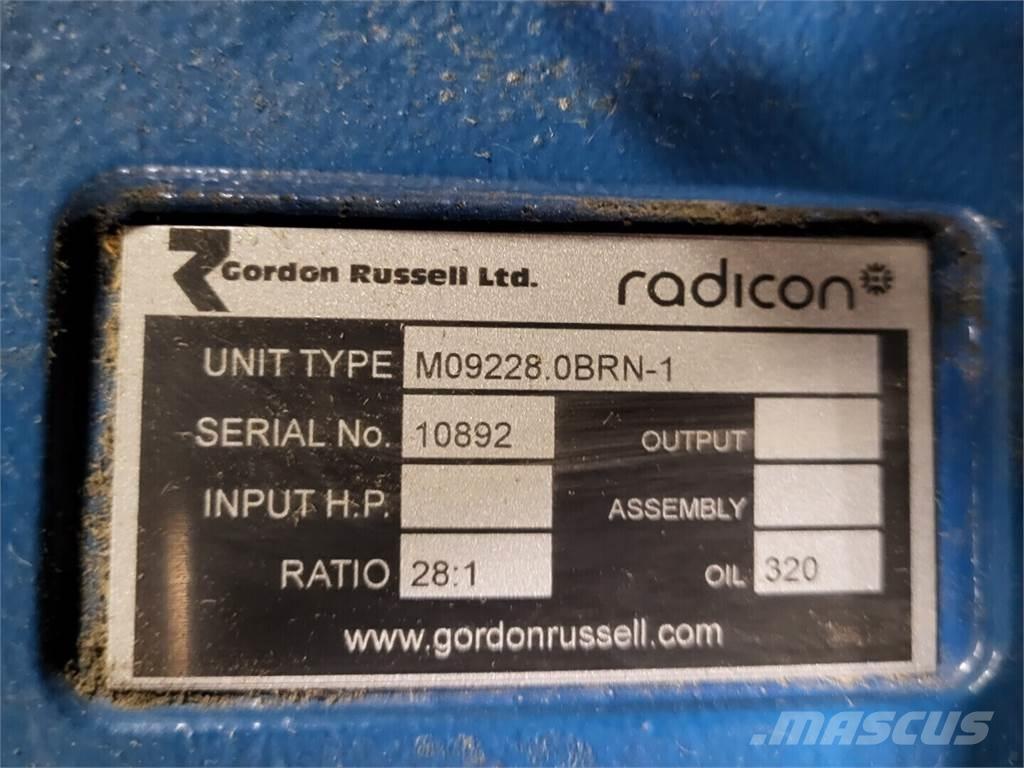 Gordon Russell Ltd. radicon
UNIT TYPE M09228.0BRN-1
SERIAL No. 10892 OUTPUT
INPUT H.P. ASSEMBLY
RATIO 28:1 OIL 320
www.gordonrussell.com
MASCUS